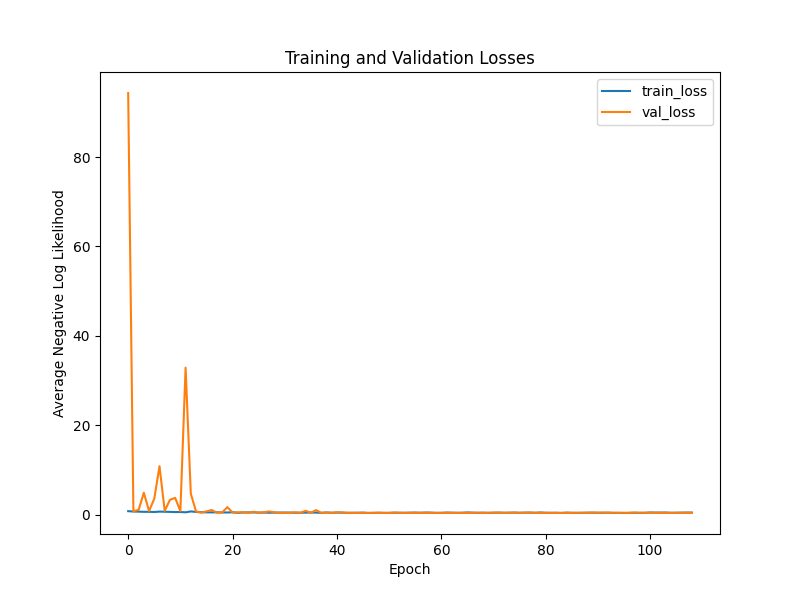 Training and Validation Losses
train_loss
val_loss
80
60
40
20
0
Average Negative Log Likelihood
0 20 40 60 80 100
Epoch